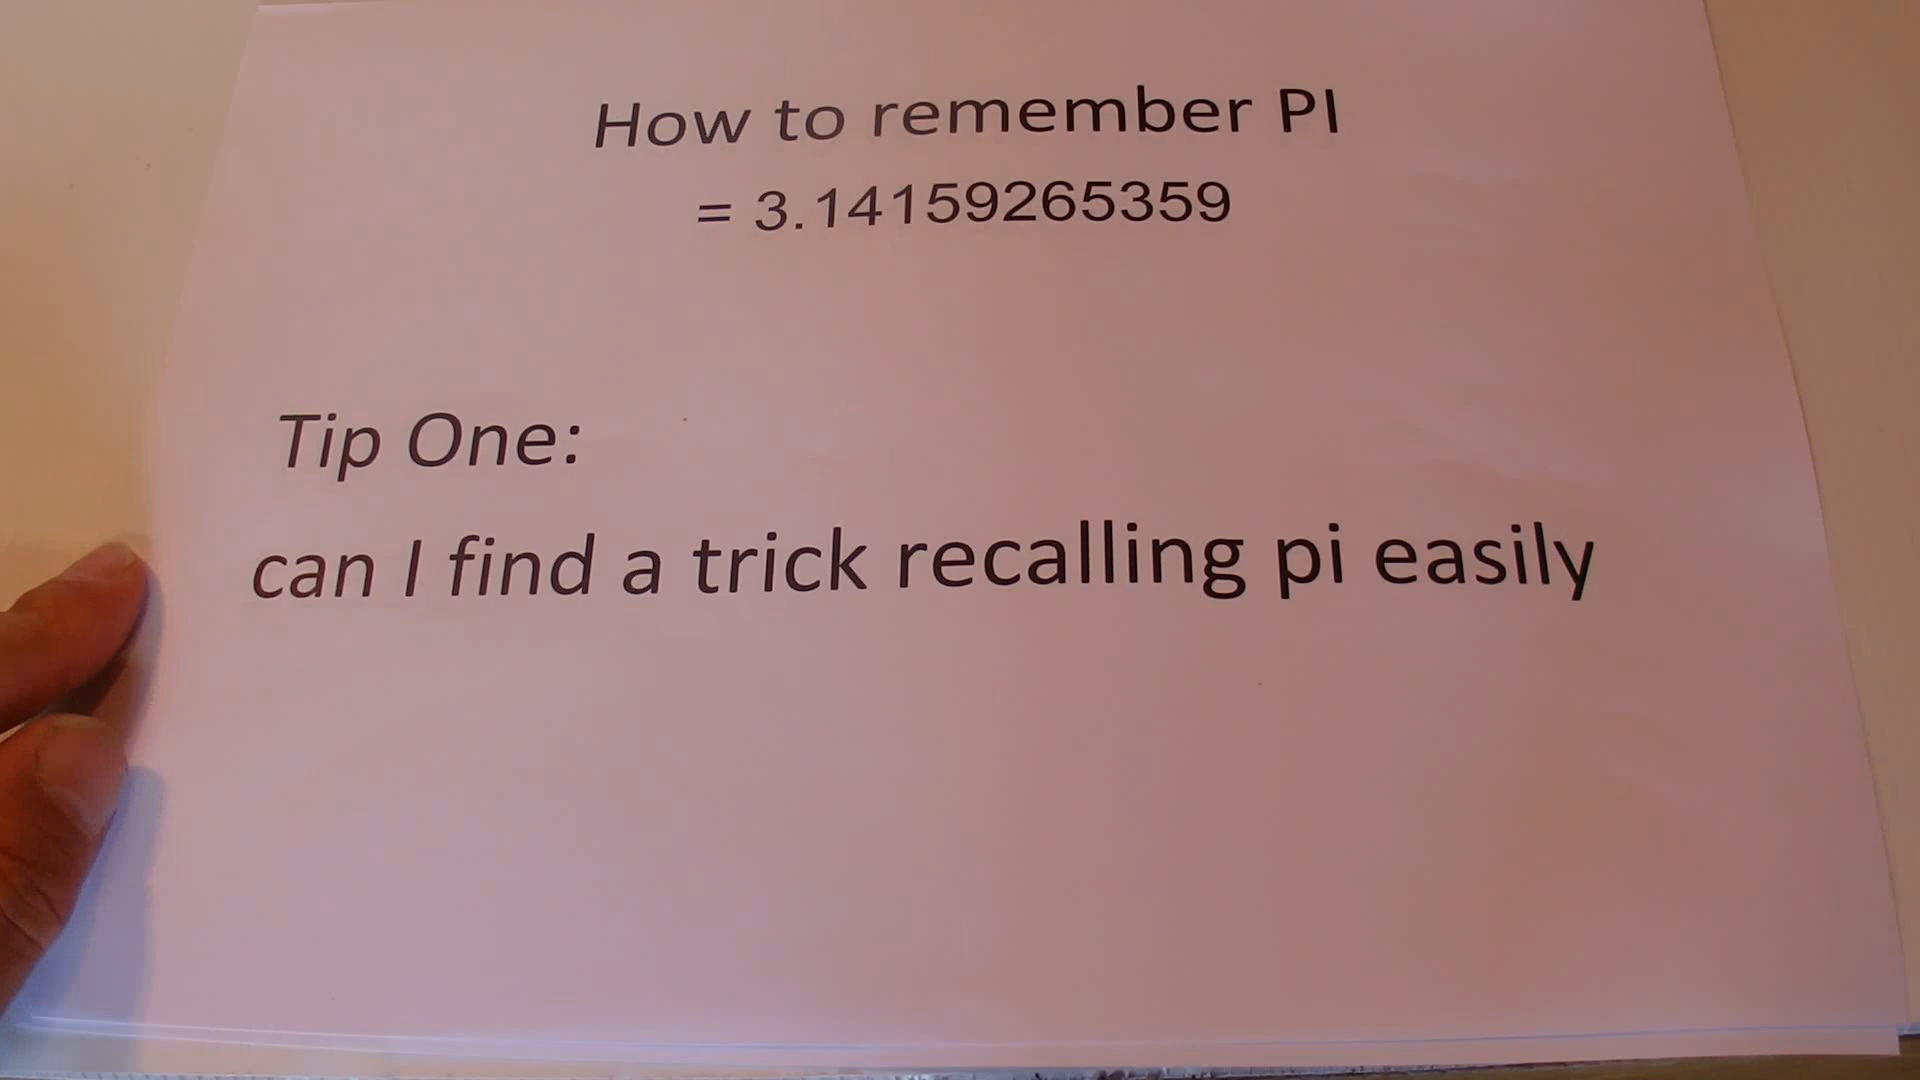 How to remember PI
= 3.14159265359
Tip One:
can I find a trick recalling pi easily